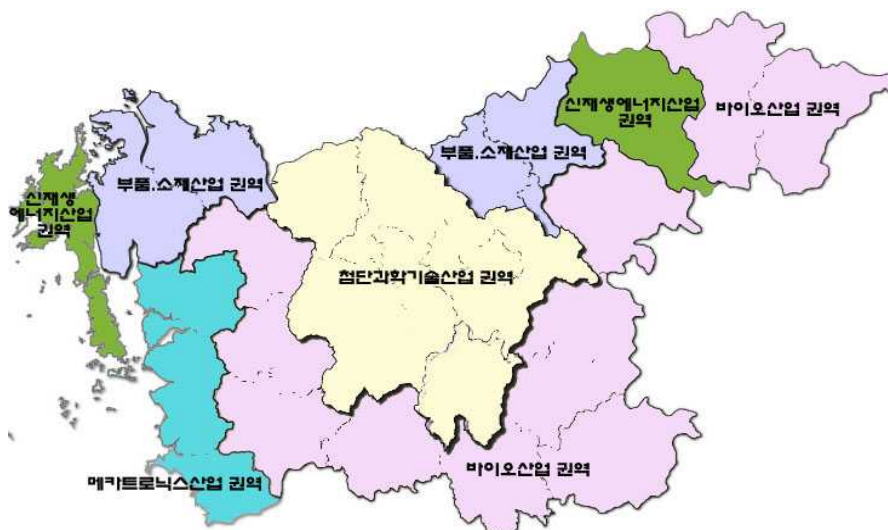 신재생에너지산업
권역
바이오산업 권역
부품.소재산업 권역
부품.소재산업 권역
신재생
에너지산업
권역
첨단과학기술산업 권역
바이오산업 권역
메카트로닉스산업 권역